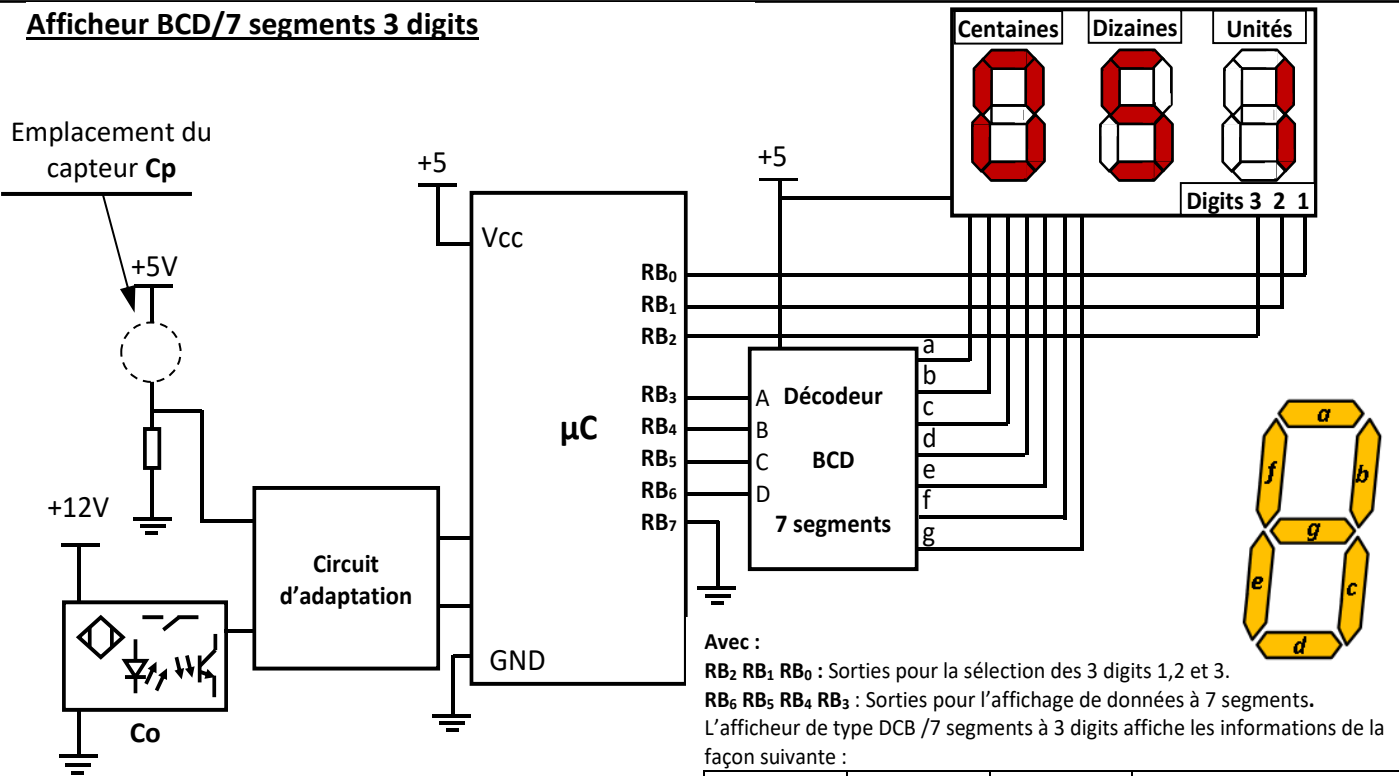 Afficheur BCD/7 segments 3 digits
Centaines Dizaines Unités
Digits 3 2 1
Emplacement du
capteur Cp
+5V
+12V
Co
Circuit
d'adaptation
+5
Vcc
µC
GND
RB₀
RB₁
RB₂
RB₃
RB₄
RB₅
RB₆
RB₇
+5
A
B
C
D
Décodeur
BCD
7 segments
a
b
c
d
e
f
g
a
f b
g
e c
d
Avec :
RB₂ RB₁ RB₀ : Sorties pour la sélection des 3 digits 1,2 et 3.
RB₆ RB₅ RB₄ RB₃ : Sorties pour l'affichage de données à 7 segments.
L'afficheur de type DCB /7 segments à 3 digits affiche les informations de la
façon suivante :